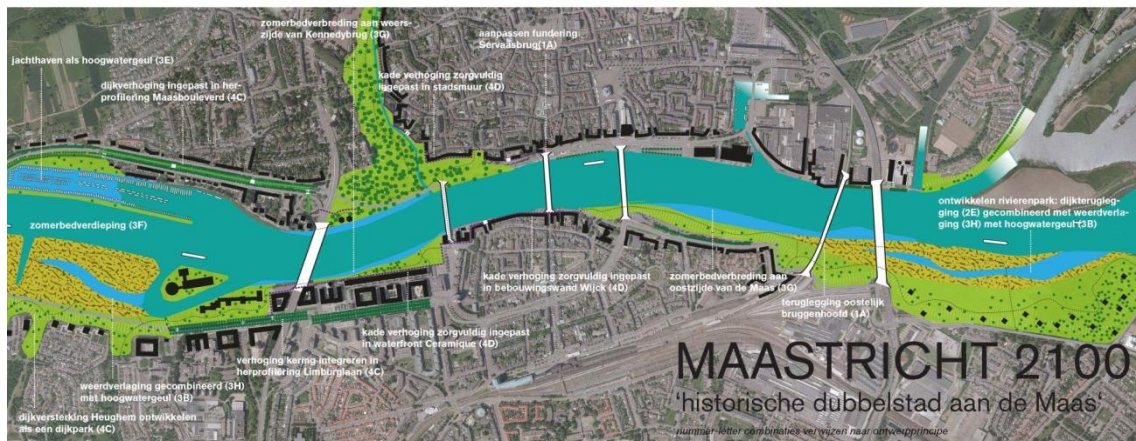 zomerbedverbreding aan weers-
zijde van Kennedybrug (3G)
aanpassen fundering
Servaasbrug(1A)
jachthaven als hoogwatergeul (3E)
dijkverhoging ingepast in her-
profilering Maasbouleverd (4C)
kade verhoging zorgvuldig
ingepast in stadsmuur (4D)
zomerbedverdieping (3F)
ontwikkelen rivierenpark: dijkterugleg-
ging (2E) gecombineerd met weerdverla-
ging (3H) met hoogwatergeul (3B)
kade verhoging zorgvuldig ingepast
in bebouwingswand Wijck (4D)
zomerbedverbreding aan
oostzijde van de Maas (3G)
teruglegging oostelijk
bruggenhoofd (1A)
kade verhoging zorgvuldig ingepast
in waterfront Ceramique (4D)
verhoging kering integreren in
herprofilering Limburglaan (4C)
weerdverlaging gecombineerd (3H)
met hoogwatergeul (3B)
dijkversterking Heughem ontwikkelen
als een dijkpark (4C)
MAASTRICHT 2100
'historische dubbelstad aan de Maas'
nummer-letter combinaties verwijzen naar ontwerpprincipe